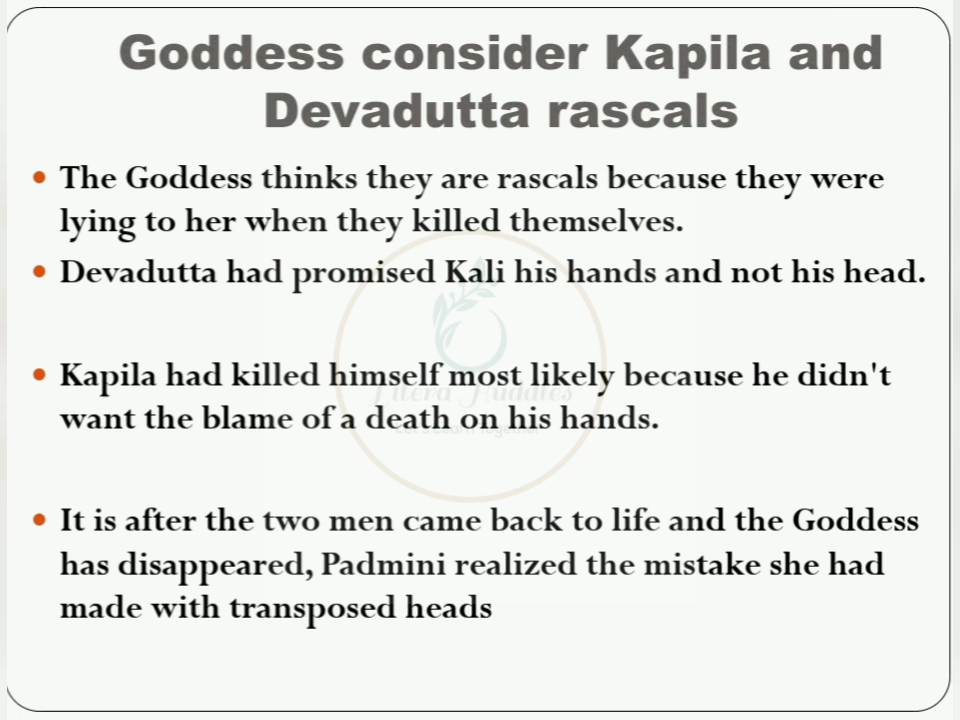 Goddess consider Kapila and
Devadutta rascals
• The Goddess thinks they are rascals because they were
lying to her when they killed themselves.
• Devadutta had promised Kali his hands and not his head.
• Kapila had killed himself most likely because he didn't
want the blame of a death on his hands.
• It is after the two men came back to life and the Goddess
has disappeared, Padmini realized the mistake she had
made with transposed heads